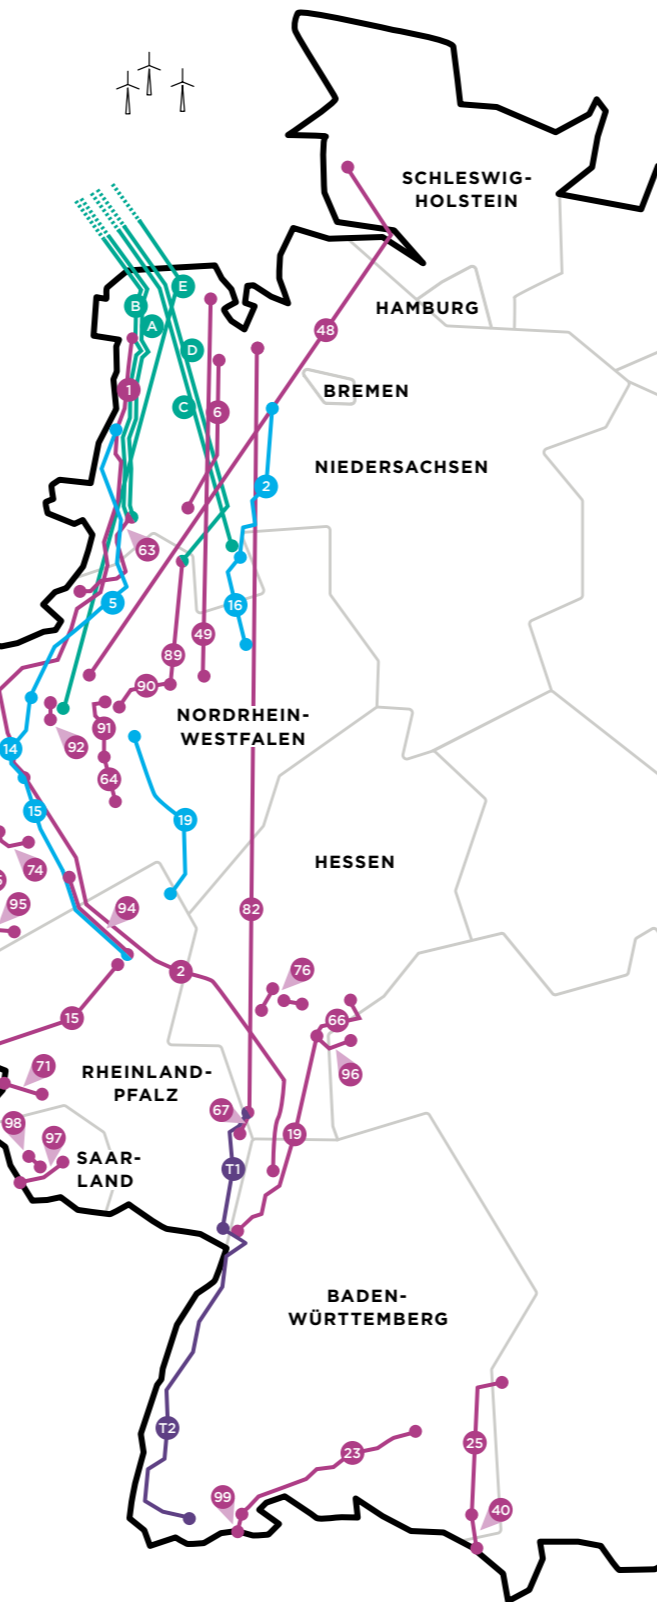 SCHLESWIG-
HOLSTEIN
E
B
HAMBURG
A
48
D
1
BREMEN
C
6
NIEDERSACHSEN
2
63
5
16
49
89
90
NORDRHEIN-
WESTFALEN
91
92
14
64
15
19
HESSEN
74
95
94
82
2
76
15
66
71
RHEINLAND-
PFALZ
96
67
98
97
19
SAAR-
LAND
T1
BADEN-
WÜRTTEMBERG
T2
23
25
99
40